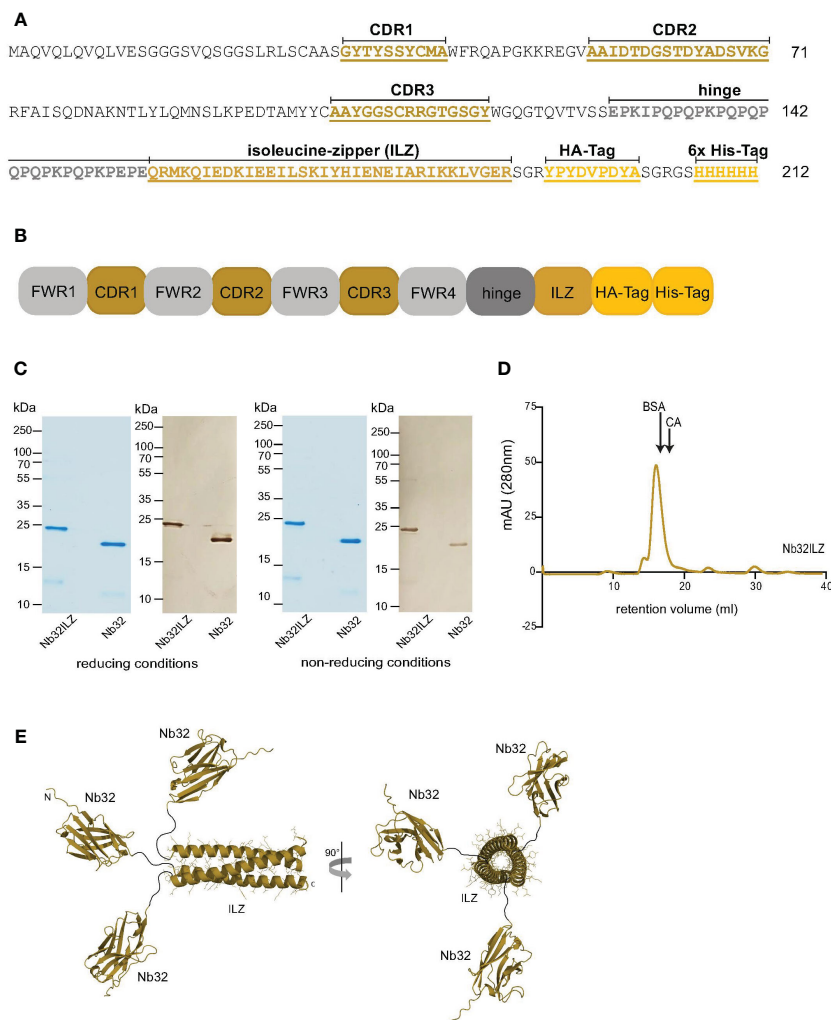 A
CDR1 CDR2
MAQVQLQVQLVESGGGSVQSGGSLRLSCAASGYTYSSYCMAWFRQAPGKKREGVAAIDTDGSTDYADSVKG 71
CDR3 hinge
RFAISQDNAKNTLYLQMNSLKPEDTAMYYCAAYGGSCRRGTGSGYWGQGTQVTVSSEPKIPQPQPKPQPQP 142
isoleucine-zipper (ILZ) HA-Tag 6x His-Tag
QPQPKPQPKPEPEQRMKQIEDKIEEILSKIYHIENEIARIKKLVGERSGRYPYDVPDYASGRGSHHHHHH 212
B
FWR1 CDR1 FWR2 CDR2 FWR3 CDR3 FWR4 hinge ILZ HA-Tag His-Tag
C
kDa kDa
250
100
70
55
35
25
15
10
250
100
70
55
35
25
15
10
Nb32ILZ Nb32 Nb32ILZ Nb32
reducing conditions
kDa kDa
250
100
70
55
35
25
15
10
250
100
70
55
35
25
15
10
Nb32ILZ Nb32 Nb32ILZ Nb32
non-reducing conditions
D
75
50
25
0
-25
mAU (280nm)
BSA
CA
Nb32ILZ
10 20 30 40
retention volume (ml)
E
Nb32
N
Nb32
Nb32
ILZ
C
90°
Nb32
Nb32
ILZ
Nb32